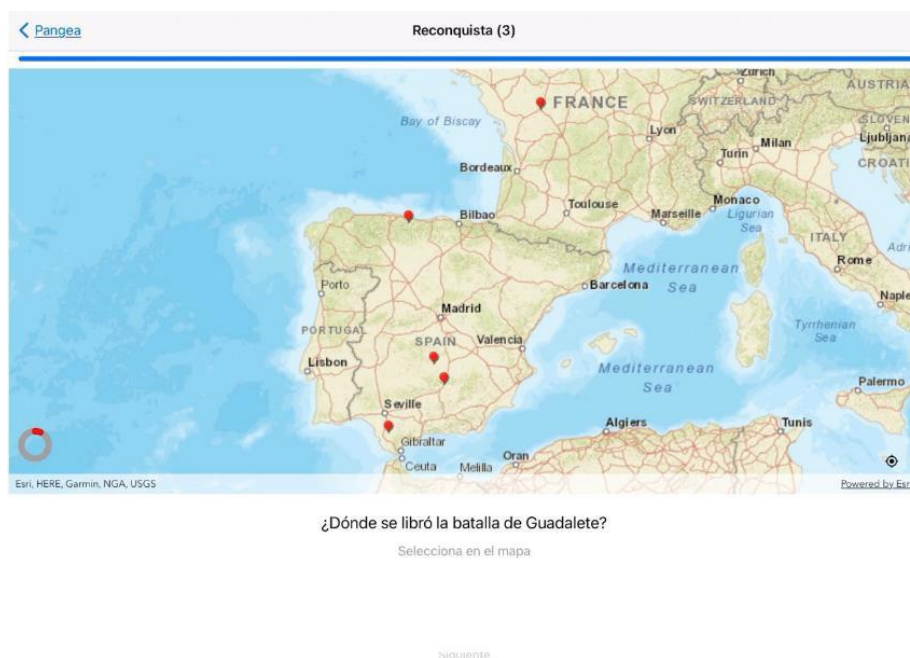 Pangea
Reconquista (3)
Zurich
AUSTRIA
FRANCE
SWITZERLAND
SLOVEN
Bay of Biscay
Lyon
Ljubljana
Milan
Turin
CROATI
Bordeaux
Monaco
Toulouse
Marseille
Ligurian
Sea
Bilbao
ITALY
Adri
Rome
Mediterranean
Sea
Porto
Barcelona
Naple
Madrid
PORTUGAL
SPAIN
Valencia
Tyrrhenian
Sea
Lisbon
Mediterranean
Sea
Palermo
Seville
Algiers
Tunis
Gibraltar
Oran
Ceuta
Melilla
Esri, HERE, Garmin, NGA, USGS
Powered by Esr
¿Dónde se libró la batalla de Guadalete?
Selecciona en el mapa
Siguiente